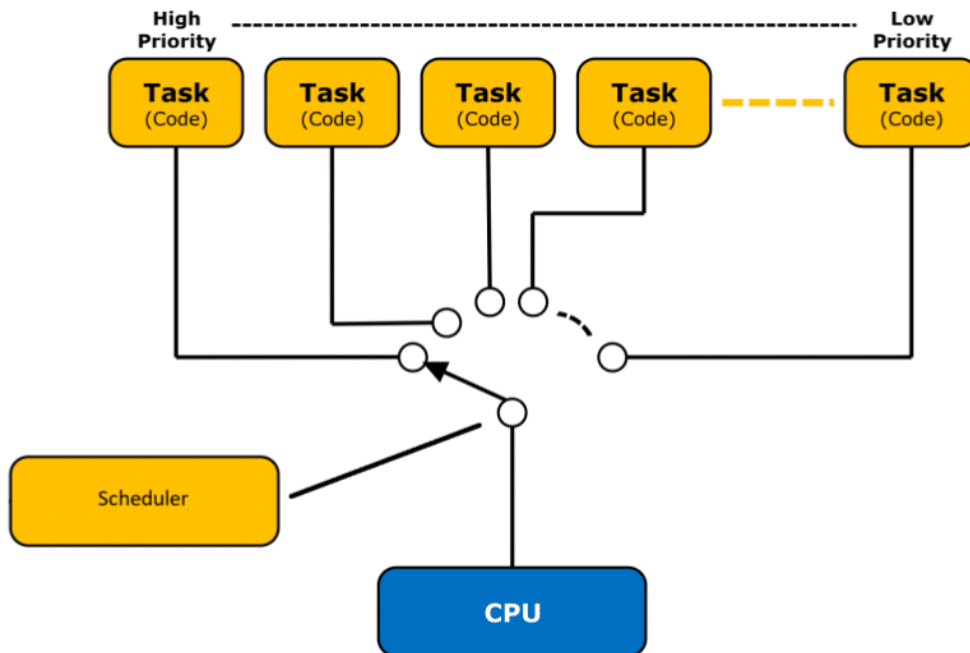 High
Priority
Low
Priority
Task
(Code)
Task
(Code)
Task
(Code)
Task
(Code)
Task
(Code)
Scheduler
CPU